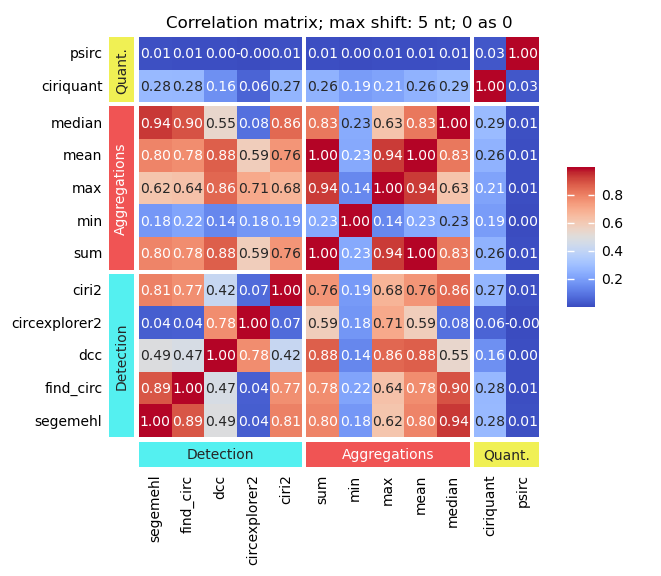 Correlation matrix; max shift: 5 nt; 0 as 0
Quant.
psirc 0.01 0.01 0.00 -0.00 0.01 0.01 0.00 0.01 0.01 0.01 0.03 1.00
ciriquant 0.28 0.28 0.16 0.06 0.27 0.26 0.19 0.21 0.26 0.29 1.00 0.03
Aggregations
median 0.94 0.90 0.55 0.08 0.86 0.83 0.23 0.63 0.83 1.00 0.29 0.01
mean 0.80 0.78 0.88 0.59 0.76 1.00 0.23 0.94 1.00 0.83 0.26 0.01
max 0.62 0.64 0.86 0.71 0.68 0.94 0.14 1.00 0.94 0.63 0.21 0.01
min 0.18 0.22 0.14 0.18 0.19 0.23 1.00 0.14 0.23 0.23 0.19 0.00
sum 0.80 0.78 0.88 0.59 0.76 1.00 0.23 0.94 1.00 0.83 0.26 0.01
Detection
ciri2 0.81 0.77 0.42 0.07 1.00 0.76 0.19 0.68 0.76 0.86 0.27 0.01
circexplorer2 0.04 0.04 0.78 1.00 0.07 0.59 0.18 0.71 0.59 0.08 0.06 -0.00
dcc 0.49 0.47 1.00 0.78 0.42 0.88 0.14 0.86 0.88 0.55 0.16 0.00
find_circ 0.89 1.00 0.47 0.04 0.77 0.78 0.22 0.64 0.78 0.90 0.28 0.01
segemehl 1.00 0.89 0.49 0.04 0.81 0.80 0.18 0.62 0.80 0.94 0.28 0.01
Detection Aggregations Quant.
segemehl find_circ dcc circexplorer2 ciri2 sum min max mean median ciriquant psirc
0.8
0.6
0.4
0.2